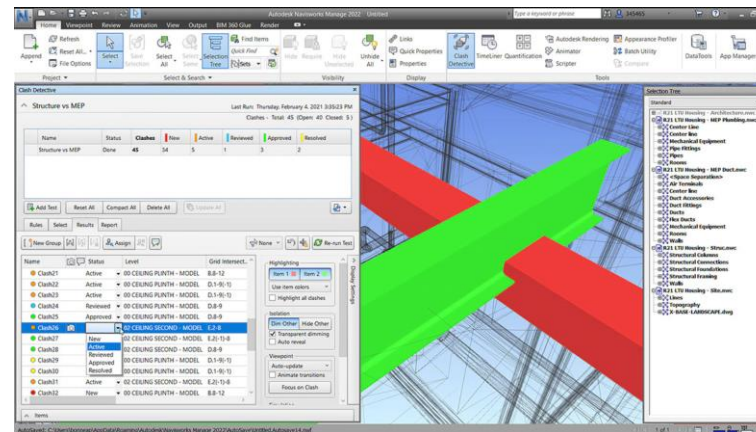 Autodesk Navisworks Manage 2022 Untitled
Type a keyword or phrase
Home Viewpoint Review Animation View Output BIM 360 Glue Render
Append
Refresh
Reset All...
File Options
Select
Save Selection
Select All
Select Same
Selection Tree
Find Items
Quick Find
Sets
Hide
Require
Hide Unselected
Unhide All
Links
Quick Properties
Properties
Clash Detective
TimeLiner
Quantification
Autodesk Rendering
Animator
Scripter
Appearance Profiler
Batch Utility
Compare
DataTools
App Manager
Project
Select & Search
Visibility
Display
Tools
Clash Detective
Structure vs MEP
Last Run: Thursday, February 4, 2021 3:35:23 PM
Clashes - Total: 45 (Open: 40 Closed: 5)
Name Status Clashes New Active Reviewed Approved Resolved
Structure vs MEP Done 45 34 5 1 3 2
Add Test Reset All Compact All Delete All Update All
Rules Select Results Report
New Group Assign None Re-run Test
Name Status Level Grid Intersect...
Clash21 Active 00 CEILING PLINTH - MODEL B.8-12
Clash22 Active 00 CEILING PLINTH - MODEL D.1-9(-1)
Clash23 Active 00 CEILING PLINTH - MODEL D.1-9(-1)
Clash24 Reviewed 00 CEILING PLINTH - MODEL D.8-9
Clash25 Approved 00 CEILING PLINTH - MODEL D.8-9
Clash26 02 CEILING SECOND - MODEL E.2-8
Clash27 New 02 CEILING SECOND - MODEL E.2(-1)-8
Clash28 Active 02 CEILING SECOND - MODEL D.8-9
Clash29 Reviewed 00 CEILING PLINTH - MODEL D.1-9(-1)
Clash30 Approved 00 CEILING PLINTH - MODEL D.1-9(-1)
Resolved
Clash31 Active 02 CEILING SECOND - MODEL E.2(-1)-8
Clash32 New 00 CEILING PLINTH - MODEL B.8-12
Highlighting
Item 1 Item 2
Use item colors
Highlight all clashes
Isolation
Dim Other Hide Other
Transparent dimming
Auto reveal
Viewpoint
Auto-update
Animate transitions
Focus on Clash
Display Settings
Items
Selection Tree
Standard
R21 LTU Housing - Architecture.nwc
R21 LTU Housing - MEP Plumbing.nwc
Center Line
Center line
Mechanical Equipment
Pipe Fittings
Pipes
Rooms
R21 LTU Housing - MEP Duct.nwc
<Space Separation>
Air Terminals
Center line
Duct Accessories
Duct Fittings
Ducts
Flex Ducts
Mechanical Equipment
Rooms
Walls
R21 LTU Housing - Struc.nwc
Structural Columns
Structural Connections
Structural Foundations
Structural Framing
Walls
R21 LTU Housing - Site.nwc
Lines
Topography
X-BASE-LANDSCAPE.dwg
1 of 1